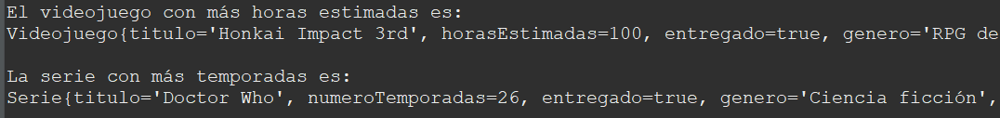 El videojuego con más horas estimadas es:
Videojuego{titulo='Honkai Impact 3rd', horasEstimadas=100, entregado=true, genero='RPG de
La serie con más temporadas es:
Serie{titulo='Doctor Who', numeroTemporadas=26, entregado=true, genero='Ciencia ficción',